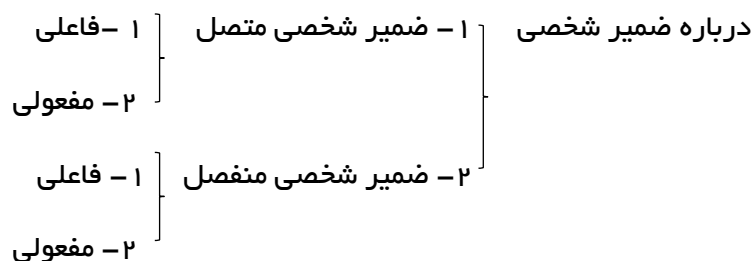 درباره ضمیر شخصی ۱– ضمیر شخصی متصل ۱ –فاعلی
۲– مفعولی
۲– ضمیر شخصی منفصل ۱– فاعلی
۲– مفعولی